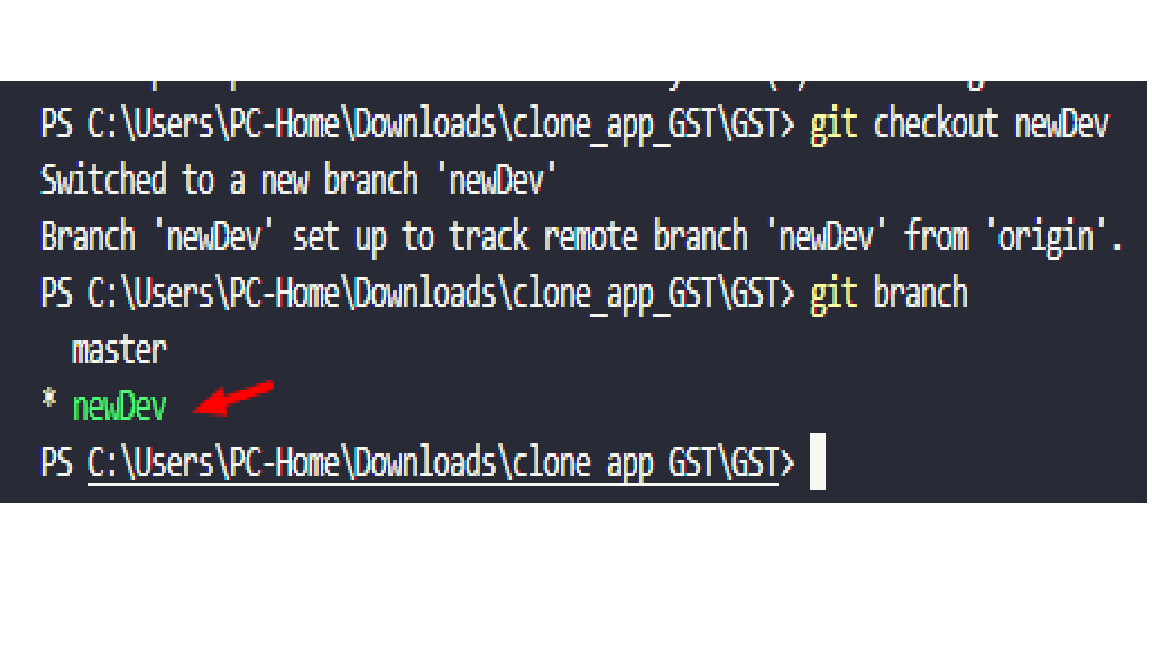 PS C:\Users\PC-Home\Downloads\clone_app_GST\GST> git checkout newDev
Switched to a new branch 'newDev'
Branch 'newDev' set up to track remote branch 'newDev' from 'origin'.
PS C:\Users\PC-Home\Downloads\clone_app_GST\GST> git branch
  master
* newDev
PS C:\Users\PC-Home\Downloads\clone_app_GST\GST>